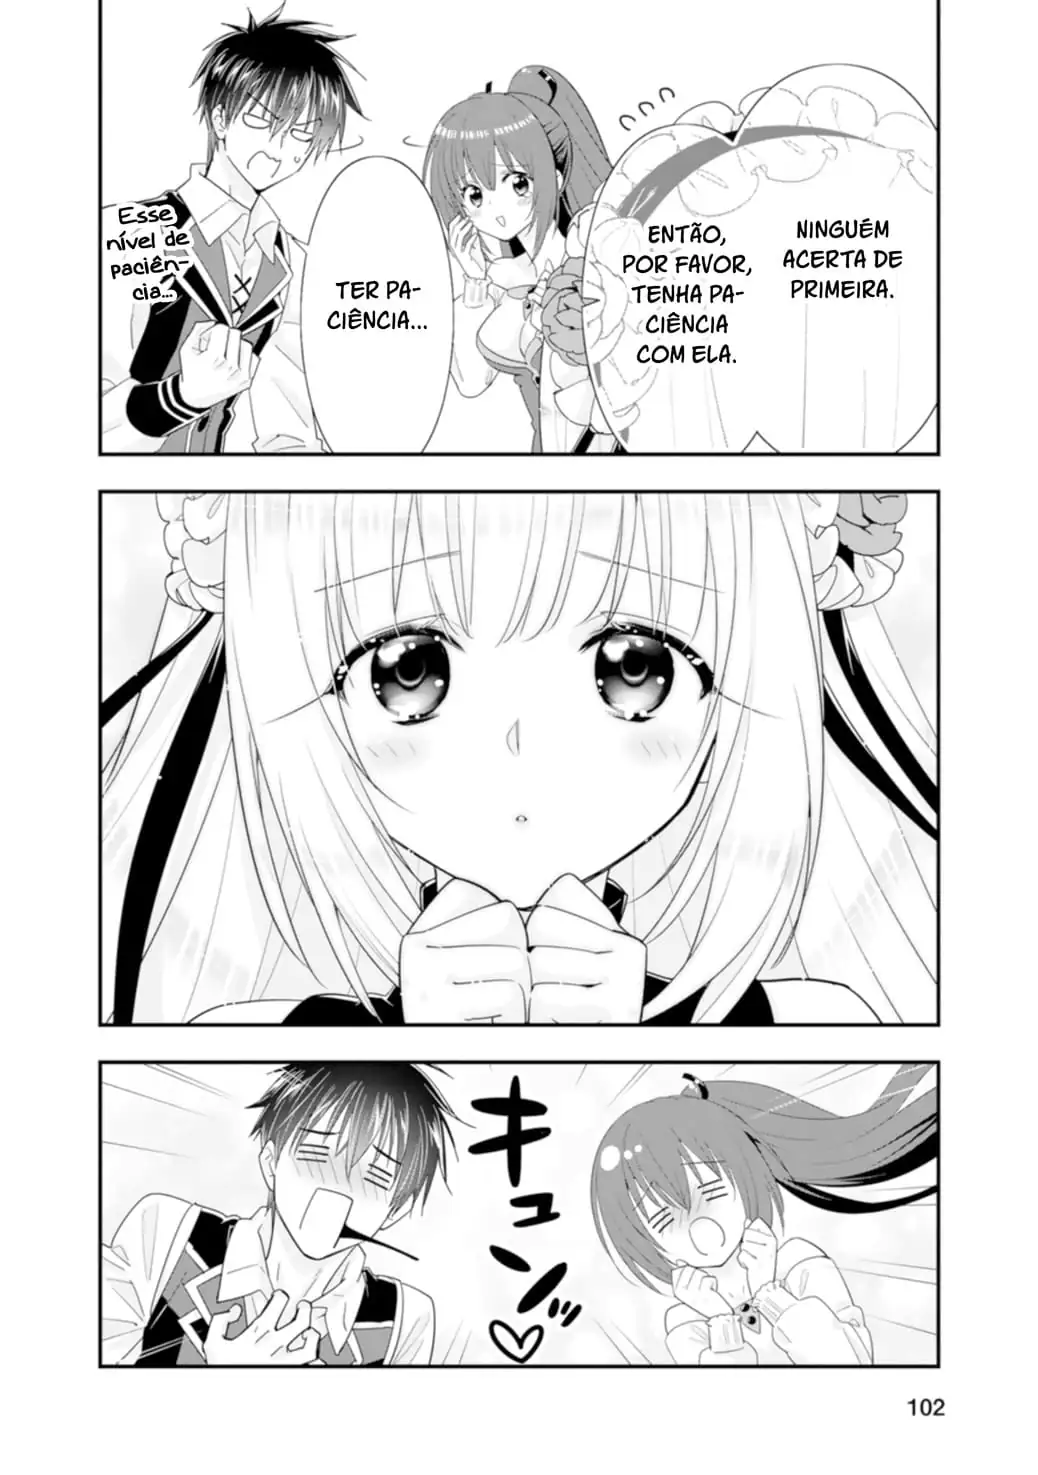 NINGUÉM
ACERTA DE
PRIMEIRA.
ENTÃO,
POR FAVOR,
TENHA PA-
CIÊNCIA
COM ELA.
TER PA-
CIÊNCIA...
Esse
nível de
paciên-
cia...
キュンッ♡
102